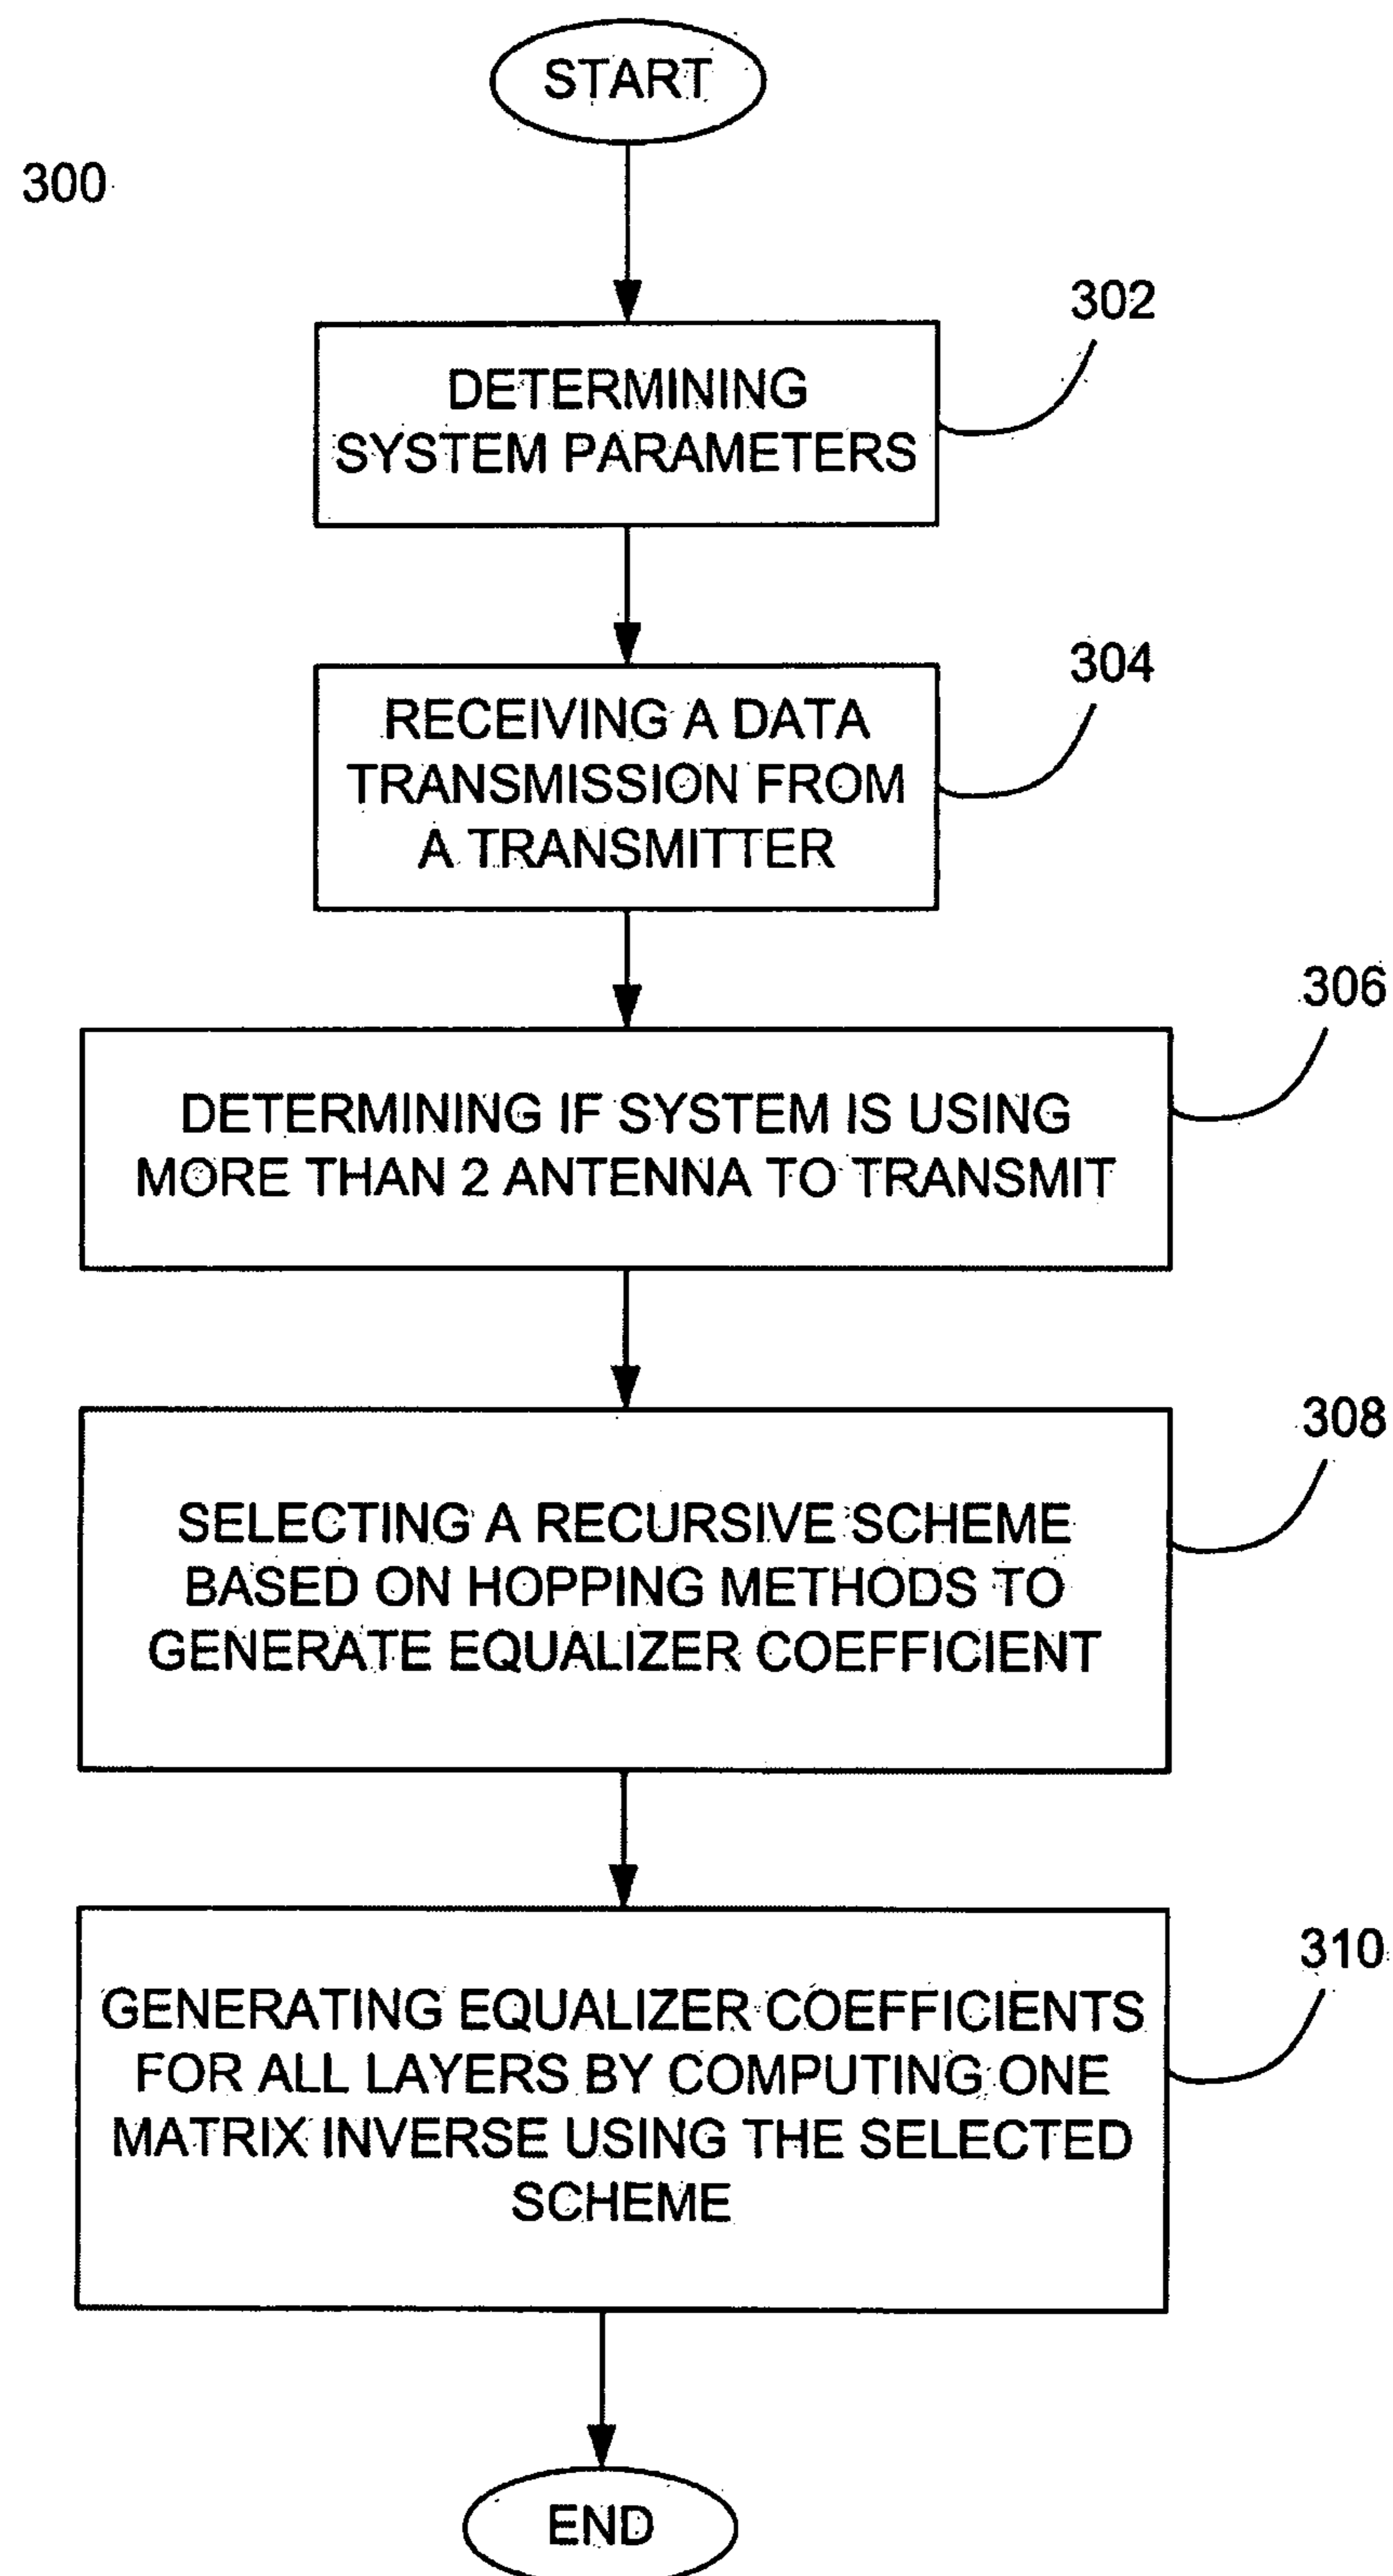 START
300
302
DETERMINING
SYSTEM PARAMETERS
304
RECEIVING A DATA
TRANSMISSION FROM
A TRANSMITTER
306
DETERMINING IF SYSTEM IS USING
MORE THAN 2 ANTENNA TO TRANSMIT
308
SELECTING A RECURSIVE SCHEME
BASED ON HOPPING METHODS TO
GENERATE EQUALIZER COEFFICIENT
310
GENERATING EQUALIZER COEFFICIENTS
FOR ALL LAYERS BY COMPUTING ONE
MATRIX INVERSE USING THE SELECTED
SCHEME
END